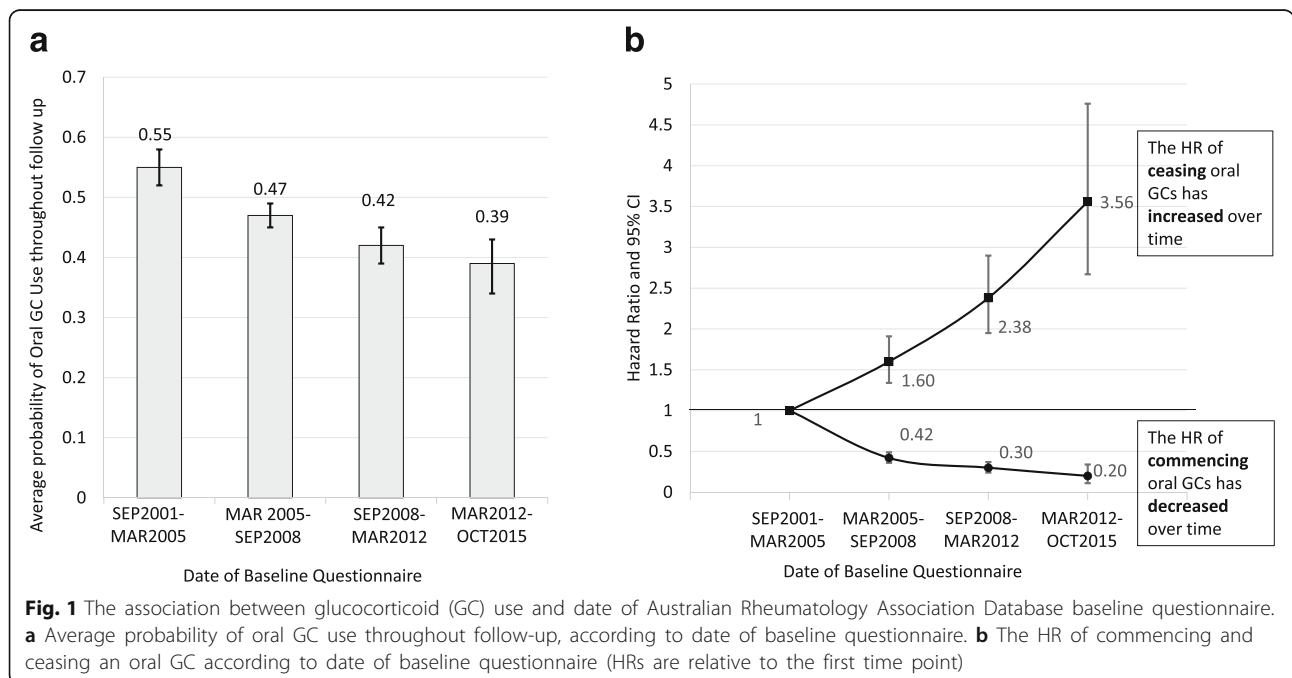 a
Average probability of Oral GC Use throughout follow up
0.7
0.6
0.5
0.4
0.3
0.2
0.1
0
0.55
0.47
0.42
0.39
SEP2001-
MAR2005
MAR 2005-
SEP2008
SEP2008-
MAR2012
MAR2012-
OCT2015
Date of Baseline Questionnaire
b
Hazard Ratio and 95% CI
5
4.5
4
3.5
3
2.5
2
1.5
1
0.5
0
1
1.60
2.38
3.56
0.42
0.30
0.20
The HR of
ceasing oral
GCs has
increased over
time
The HR of
commencing
oral GCs has
decreased
over time
SEP2001-
MAR2005
MAR2005-
SEP2008
SEP2008-
MAR2012
MAR2012-
OCT2015
Date of Baseline Questionnaire
Fig. 1 The association between glucocorticoid (GC) use and date of Australian Rheumatology Association Database baseline questionnaire.
a Average probability of oral GC use throughout follow-up, according to date of baseline questionnaire. b The HR of commencing and
ceasing an oral GC according to date of baseline questionnaire (HRs are relative to the first time point)